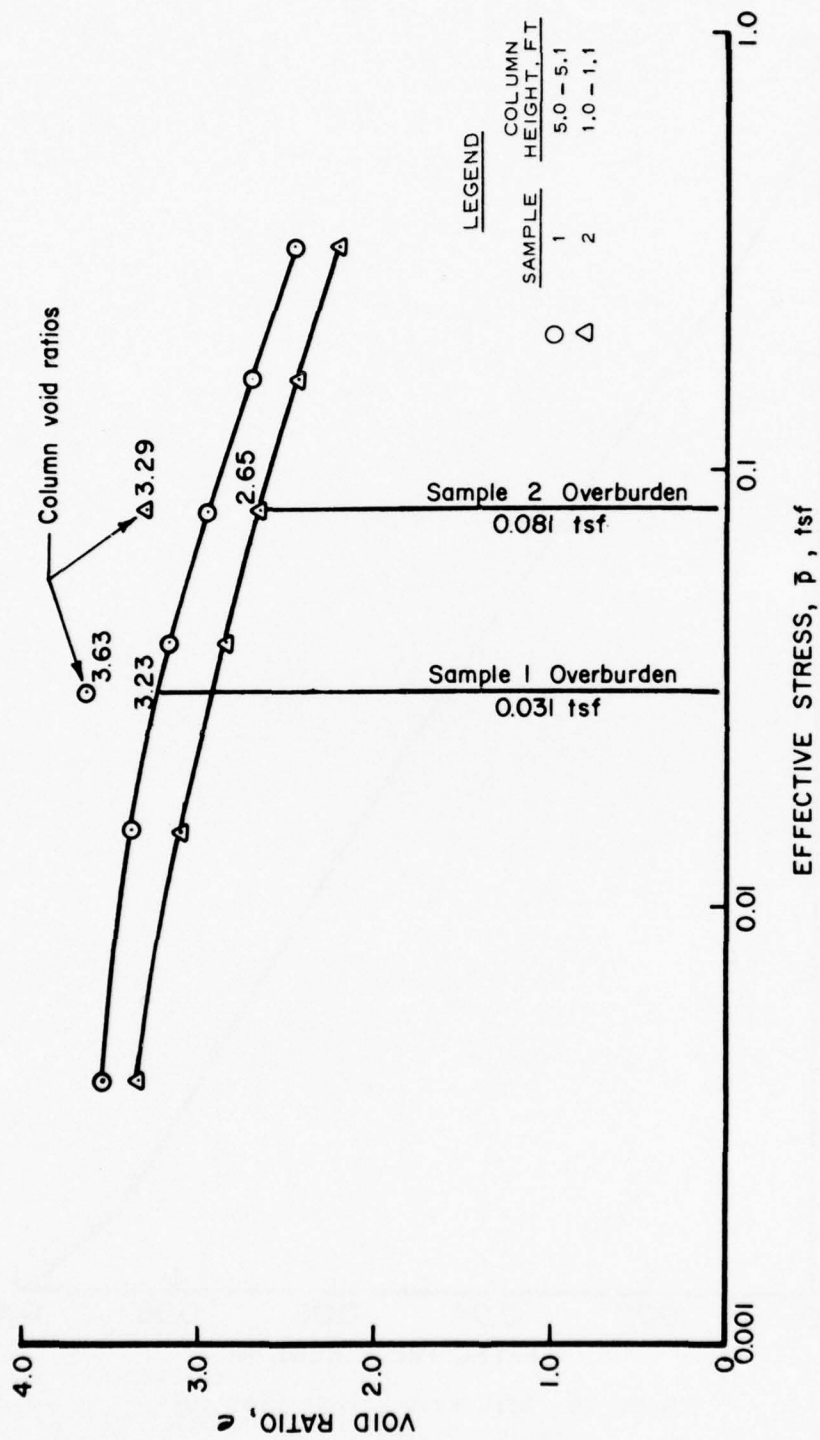 Column void ratios
4.0
3.0
2.0
1.0
0
VOID RATIO, e
3.63
3.29
3.23
2.65
Sample 1 Overburden
0.031 tsf
Sample 2 Overburden
0.081 tsf
LEGEND
SAMPLE COLUMN HEIGHT, FT
1 5.0 – 5.1
2 1.0 – 1.1
0.001 0.01 0.1 1.0
EFFECTIVE STRESS, p̄, tsf